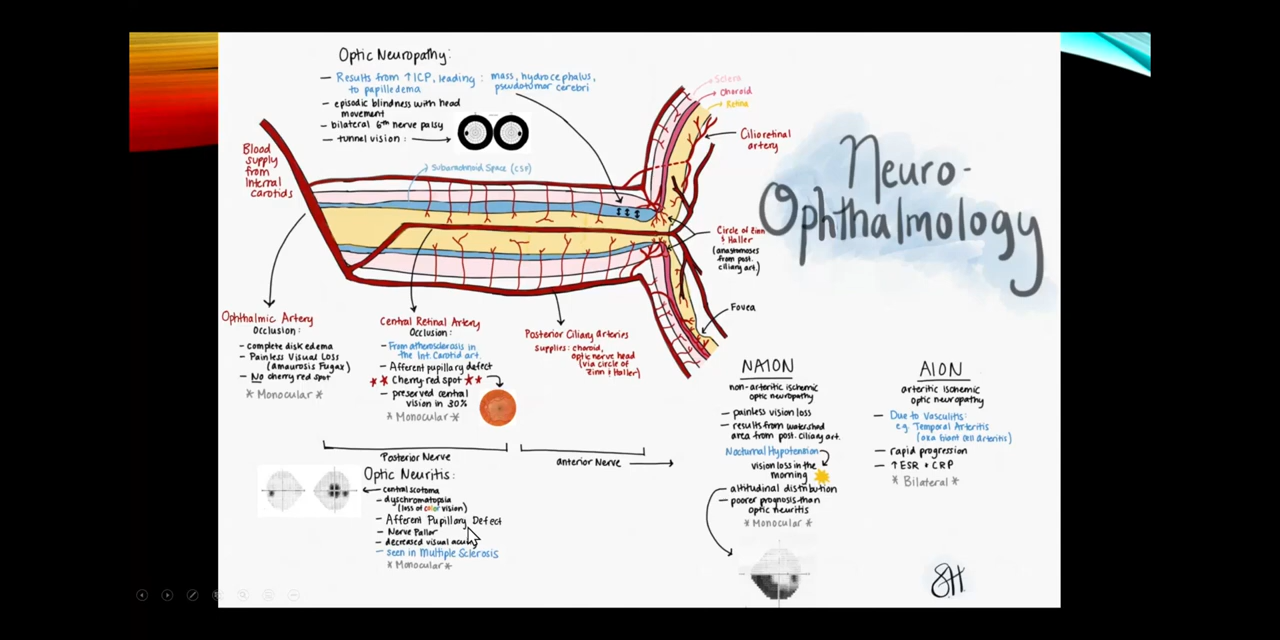 Optic Neuropathy:
– Results from ↑ICP, leading : mass, hydrocephalus,
to papilledema pseudotumor cerebri
– episodic blindness with head
movement
– bilateral 6th nerve palsy
– tunnel vision :
Subarachnoid Space (CSF)
Sclera
Choroid
Retina
Cilioretinal
artery
Neuro-
Ophthalmology
Blood
supply
from
Internal
Carotids
Circle of Zinn
& Haller
(anastomoses
from post.
ciliary art.)
Fovea
Ophthalmic Artery
Occlusion:
– Complete disk edema
– Painless Visual Loss
(amaurosis Fugax)
– No cherry red spot
* Monocular *
Central Retinal Artery
Occlusion:
– From atherosclerosis in
the Int. Carotid art.
– Afferent pupillary defect
** Cherry red spot **
– preserved central
vision in 30%
* Monocular *
Posterior Ciliary arteries
supplies: choroid,
optic nerve head
(via circle of
Zinn & Haller)
Posterior Nerve
anterior Nerve
Optic Neuritis:
– central scotoma
– dyschromatopsia
(loss of color vision)
– Afferent Pupillary Defect
– Nerve Pallor
– decreased visual acuity
– seen in Multiple Sclerosis
* Monocular *
NAION
non-arteritic ischemic
optic neuropathy
– painless vision loss
– results from watershed
area from post. ciliary art.
Nocturnal Hypotension
vision loss in the
morning
– altitudinal distribution
– poorer prognosis than
optic neuritis
* Monocular *
AION
arteritic ischemic
optic neuropathy
– Due to Vasculitis:
e.g. Temporal Arteritis
(aka giant cell arteritis)
– rapid progression
– ↑ ESR + CRP
* Bilateral *
SH